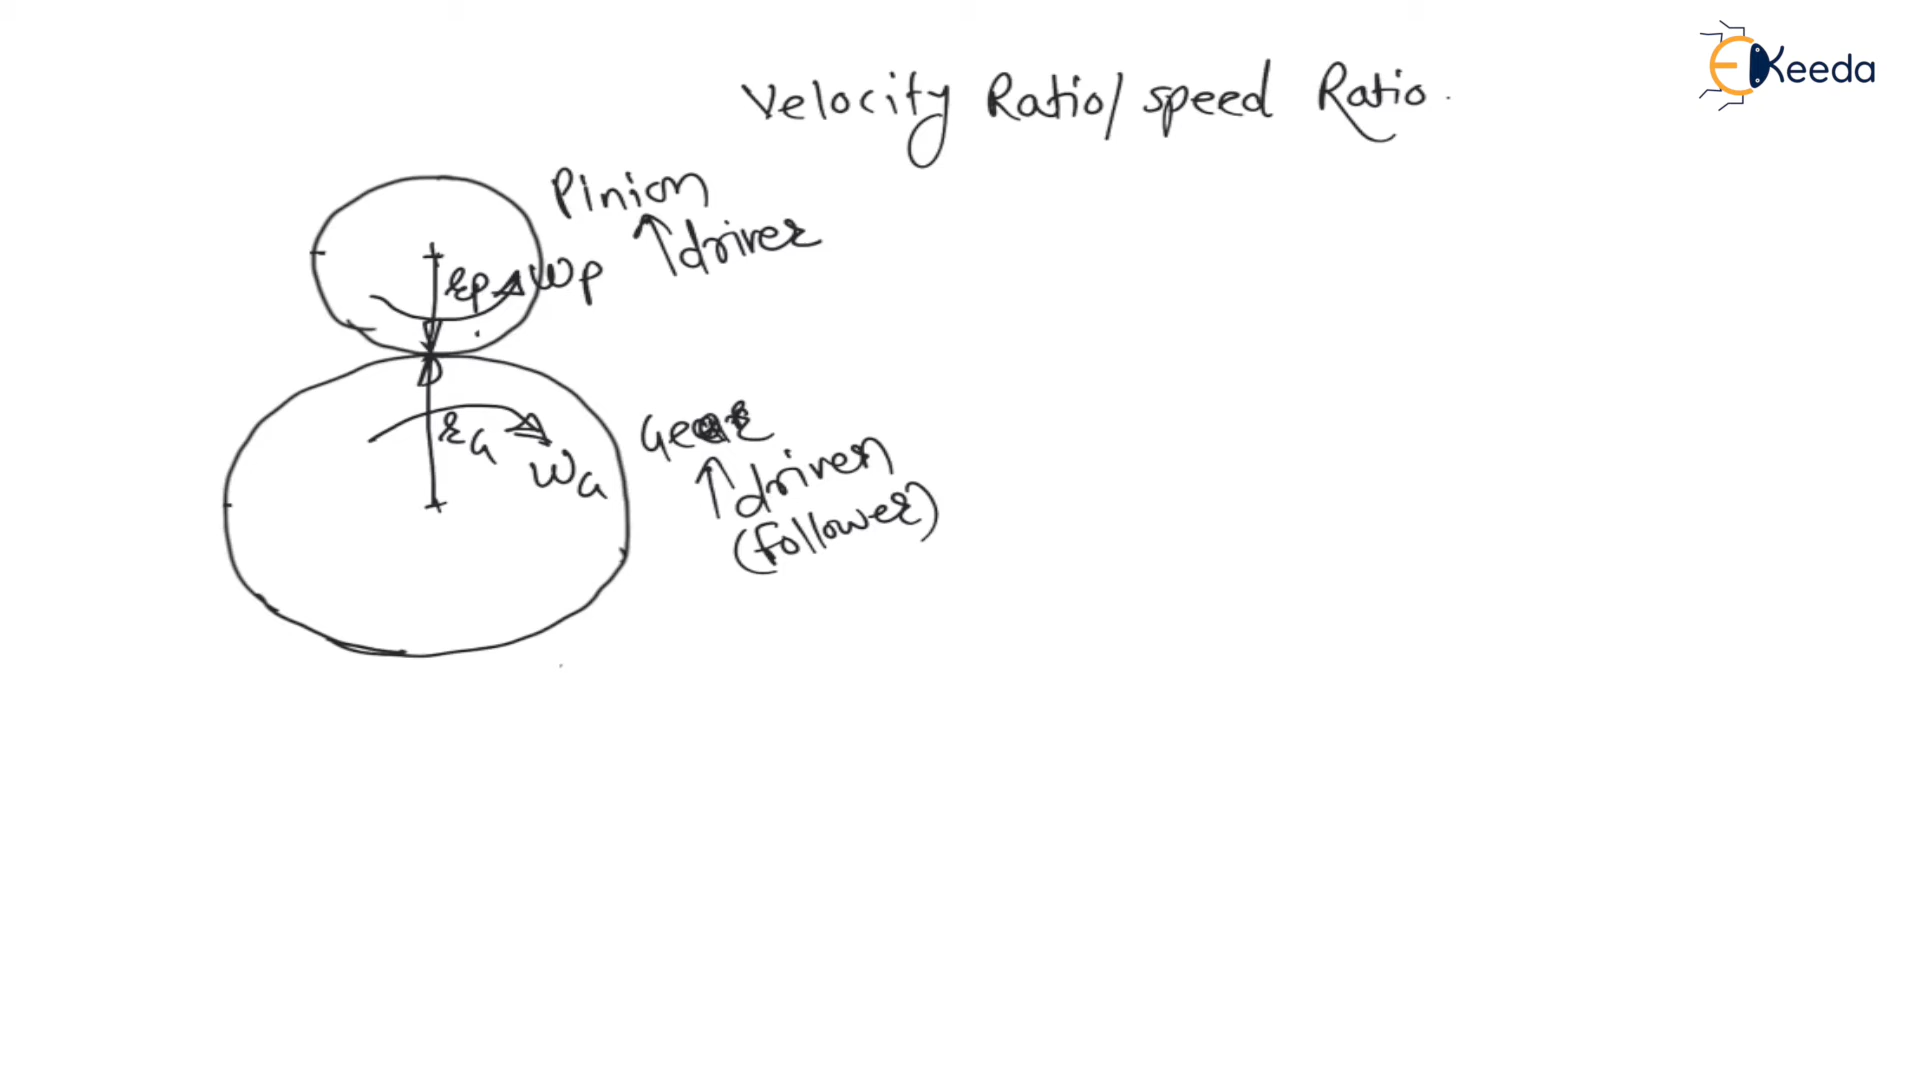 EKeeda
Velocity Ratio/speed Ratio.
Pinion
↑driver
rp
ωp
rG
ωG
Gear
↑driven
(follower)